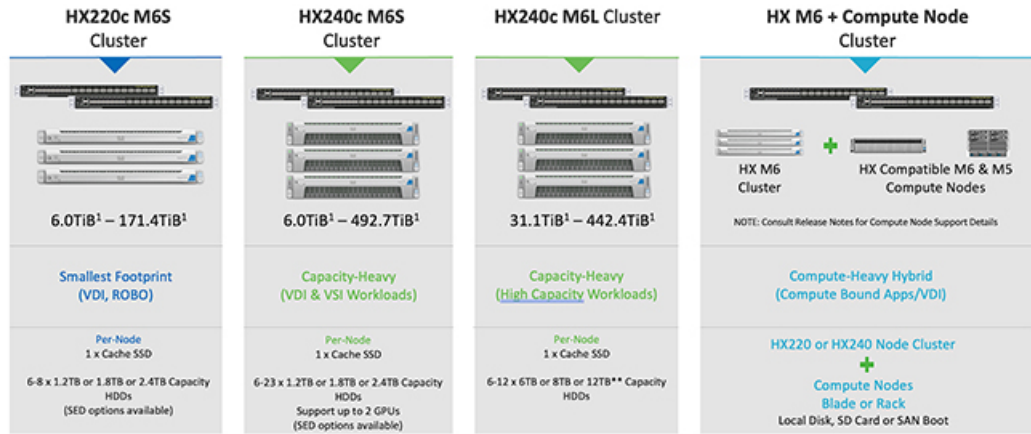 HX220c M6S
Cluster
6.0TiB¹ – 171.4TiB¹
Smallest Footprint
(VDI, ROBO)
Per-Node
1 x Cache SSD
6-8 x 1.2TB or 1.8TB or 2.4TB Capacity
HDDs
(SED options available)
HX240c M6S
Cluster
6.0TiB¹ – 492.7TiB¹
Capacity-Heavy
(VDI & VSI Workloads)
Per-Node
1 x Cache SSD
6-23 x 1.2TB or 1.8TB or 2.4TB Capacity
HDDs
Support up to 2 GPUs
(SED options available)
HX240c M6L Cluster
31.1TiB¹ – 442.4TiB¹
Capacity-Heavy
(High Capacity Workloads)
Per-Node
1 x Cache SSD
6-12 x 6TB or 8TB or 12TB** Capacity
HDDs
HX M6 + Compute Node
Cluster
HX M6
Cluster
HX Compatible M6 & M5
Compute Nodes
NOTE: Consult Release Notes for Compute Node Support Details
Compute-Heavy Hybrid
(Compute Bound Apps/VDI)
HX220 or HX240 Node Cluster
Compute Nodes
Blade or Rack
Local Disk, SD Card or SAN Boot